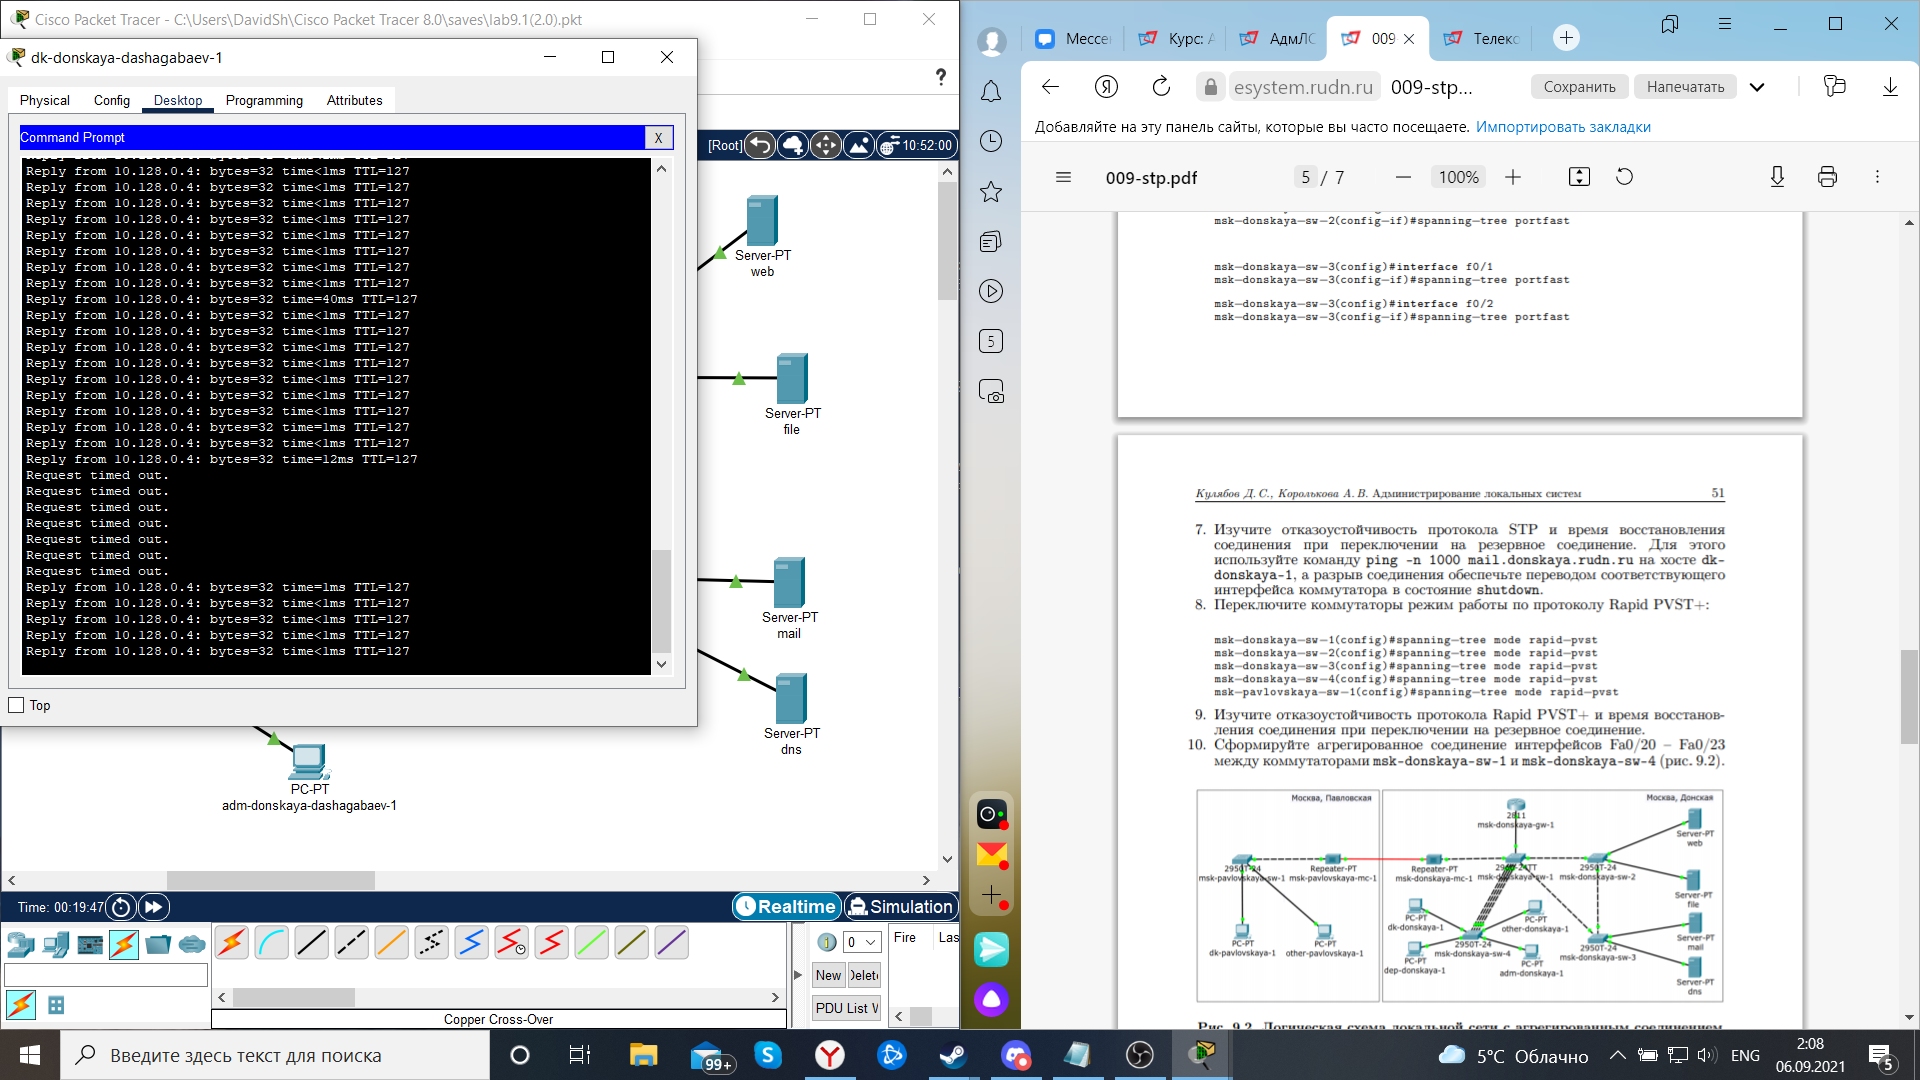 Cisco Packet Tracer - C:\Users\DavidSh\Cisco Packet Tracer 8.0\saves\lab9.1(2.0).pkt
dk-donskaya-dashagabaev-1
Physical Config Desktop Programming Attributes
Command Prompt
X
Reply from 10.128.0.4: bytes=32 time<1ms TTL=127
Reply from 10.128.0.4: bytes=32 time<1ms TTL=127
Reply from 10.128.0.4: bytes=32 time<1ms TTL=127
Reply from 10.128.0.4: bytes=32 time<1ms TTL=127
Reply from 10.128.0.4: bytes=32 time<1ms TTL=127
Reply from 10.128.0.4: bytes=32 time<1ms TTL=127
Reply from 10.128.0.4: bytes=32 time<1ms TTL=127
Reply from 10.128.0.4: bytes=32 time<1ms TTL=127
Reply from 10.128.0.4: bytes=32 time=40ms TTL=127
Reply from 10.128.0.4: bytes=32 time<1ms TTL=127
Reply from 10.128.0.4: bytes=32 time<1ms TTL=127
Reply from 10.128.0.4: bytes=32 time<1ms TTL=127
Reply from 10.128.0.4: bytes=32 time<1ms TTL=127
Reply from 10.128.0.4: bytes=32 time<1ms TTL=127
Reply from 10.128.0.4: bytes=32 time<1ms TTL=127
Reply from 10.128.0.4: bytes=32 time<1ms TTL=127
Reply from 10.128.0.4: bytes=32 time=1ms TTL=127
Reply from 10.128.0.4: bytes=32 time<1ms TTL=127
Reply from 10.128.0.4: bytes=32 time=12ms TTL=127
Request timed out.
Request timed out.
Request timed out.
Request timed out.
Request timed out.
Request timed out.
Request timed out.
Reply from 10.128.0.4: bytes=32 time=1ms TTL=127
Reply from 10.128.0.4: bytes=32 time<1ms TTL=127
Reply from 10.128.0.4: bytes=32 time<1ms TTL=127
Reply from 10.128.0.4: bytes=32 time<1ms TTL=127
Reply from 10.128.0.4: bytes=32 time<1ms TTL=127
Top
?
[Root]
10:52:00
Server-PT
web
Server-PT
file
Server-PT
mail
Server-PT
dns
PC-PT
adm-donskaya-dashagabaev-1
Time: 00:19:47
Realtime
Simulation
0
Fire Las
New
PDU List W
Copper Cross-Over
Мессен
Курс: А
АдмЛС
009
Телеко
esystem.rudn.ru 009-stp...
Сохранить
Напечатать
Добавляйте на эту панель сайты, которые вы часто посещаете. Импортировать закладки
5
009-stp.pdf
5 / 7
100%
msk-donskaya-sw-2(config-if)#spanning-tree portfast
msk-donskaya-sw-3(config)#interface f0/1
msk-donskaya-sw-3(config-if)#spanning-tree portfast
msk-donskaya-sw-3(config)#interface f0/2
msk-donskaya-sw-3(config-if)#spanning-tree portfast
Кулябов Д. С., Королькова А. В. Администрирование локальных систем 51
7. Изучите отказоустойчивость протокола STP и время восстановления
соединения при переключении на резервное соединение. Для этого
используйте команду ping -n 1000 mail.donskaya.rudn.ru на хосте dk-
donskaya-1, а разрыв соединения обеспечьте переводом соответствующего
интерфейса коммутатора в состояние shutdown.
8. Переключите коммутаторы режим работы по протоколу Rapid PVST+:
msk-donskaya-sw-1(config)#spanning-tree mode rapid-pvst
msk-donskaya-sw-2(config)#spanning-tree mode rapid-pvst
msk-donskaya-sw-3(config)#spanning-tree mode rapid-pvst
msk-donskaya-sw-4(config)#spanning-tree mode rapid-pvst
msk-pavlovskaya-sw-1(config)#spanning-tree mode rapid-pvst
9. Изучите отказоустойчивость протокола Rapid PVST+ и время восстанов-
ления соединения при переключении на резервное соединение.
10. Сформируйте агрегированное соединение интерфейсов Fa0/20 – Fa0/23
между коммутаторами msk-donskaya-sw-1 и msk-donskaya-sw-4 (рис. 9.2).
Москва, Павловская
Москва, Донская
2811
msk-donskaya-gw-1
Server-PT
web
2950T-24
msk-pavlovskaya-sw-1
Repeater-PT
msk-pavlovskaya-mc-1
Repeater-PT
msk-donskaya-mc-1
msk-donskaya-sw-1
2950T-24
msk-donskaya-sw-2
Server-PT
file
PC-PT
dk-donskaya-1
PC-PT
other-donskaya-1
Server-PT
mail
PC-PT
dk-pavlovskaya-1
PC-PT
other-pavlovskaya-1
2950T-24
msk-donskaya-sw-4
2950T-24
msk-donskaya-sw-3
PC-PT
dep-donskaya-1
PC-PT
adm-donskaya-1
Server-PT
dns
Рис. 9.2. Логическая схема локальной сети с агрегированным соединением
Введите здесь текст для поиска
99+
5°C Облачно
ENG
2:08
06.09.2021
5